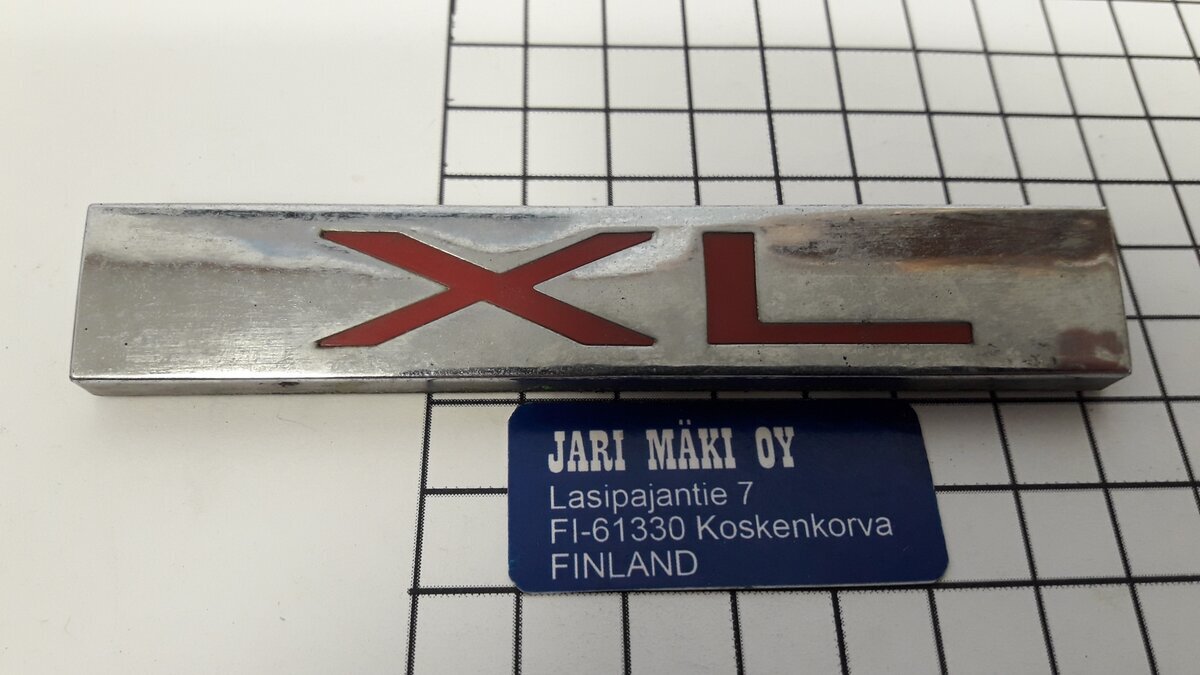 XL
JARI MÄKI OY
Lasipajantie 7
FI-61330 Koskenkorva
FINLAND